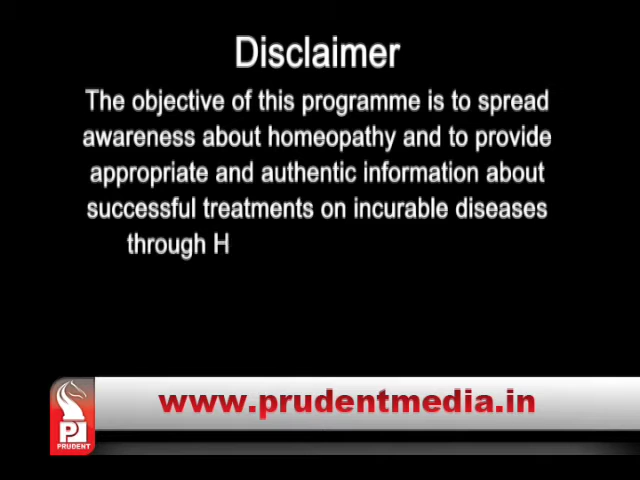 Disclaimer
The objective of this programme is to spread
awareness about homeopathy and to provide
appropriate and authentic information about
successful treatments on incurable diseases
through H
www.prudentmedia.in
P
PRUDENT